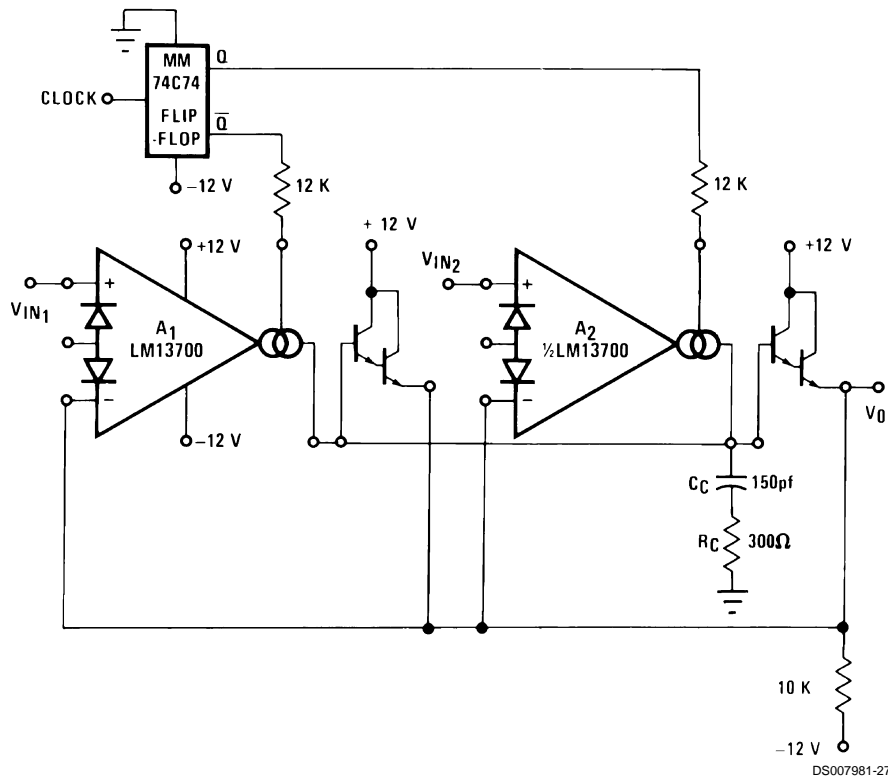 MM
74C74
FLIP
-FLOP
Q
Q̅
CLOCK
−12 V
12 K
12 K
+12 V
+ 12 V
+12 V
VIN1
+
A1
LM13700
−
−12 V
VIN2
+
A2
½LM13700
−
VO
CC 150pf
RC 300Ω
10 K
−12 V
DS007981-27